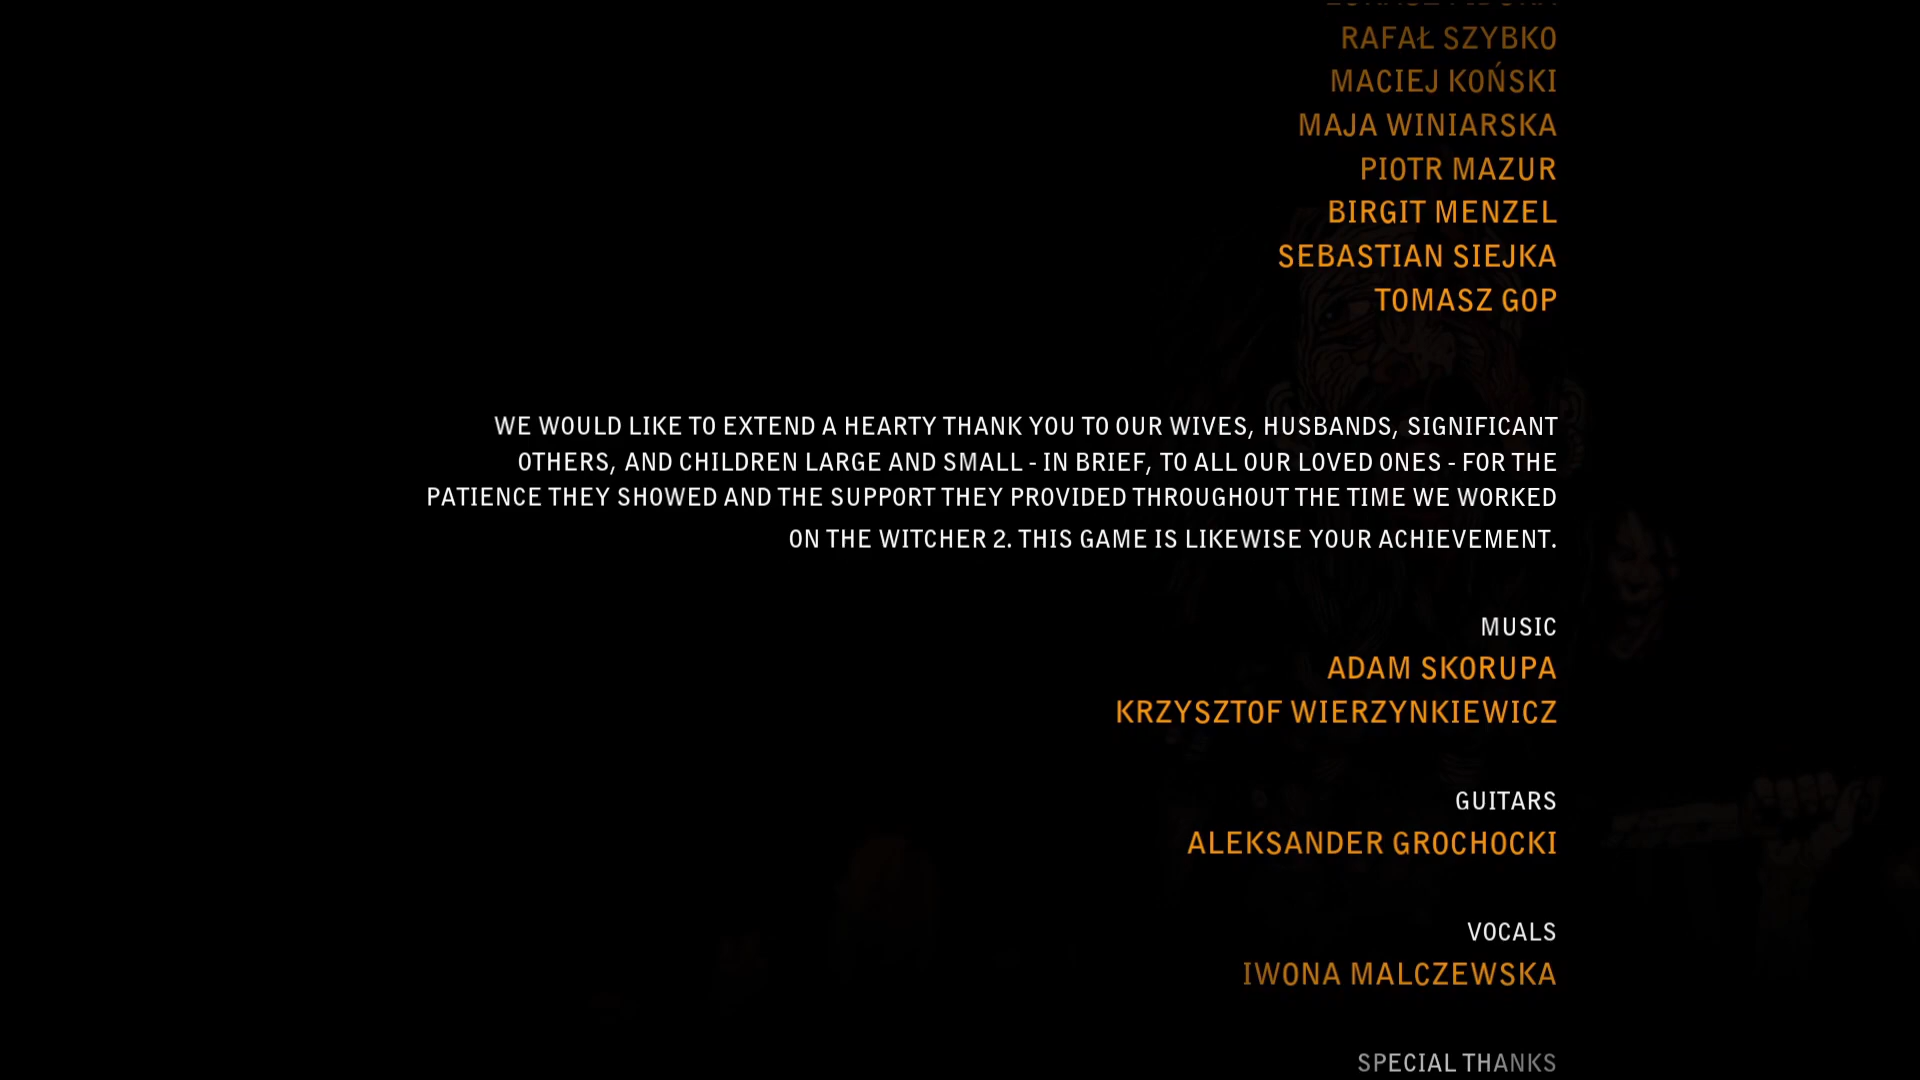 RAFAŁ SZYBKO
MACIEJ KOŃSKI
MAJA WINIARSKA
PIOTR MAZUR
BIRGIT MENZEL
SEBASTIAN SIEJKA
TOMASZ GOP
WE WOULD LIKE TO EXTEND A HEARTY THANK YOU TO OUR WIVES, HUSBANDS, SIGNIFICANT
OTHERS, AND CHILDREN LARGE AND SMALL - IN BRIEF, TO ALL OUR LOVED ONES - FOR THE
PATIENCE THEY SHOWED AND THE SUPPORT THEY PROVIDED THROUGHOUT THE TIME WE WORKED
ON THE WITCHER 2. THIS GAME IS LIKEWISE YOUR ACHIEVEMENT.
MUSIC
ADAM SKORUPA
KRZYSZTOF WIERZYNKIEWICZ
GUITARS
ALEKSANDER GROCHOCKI
VOCALS
IWONA MALCZEWSKA
SPECIAL THANKS